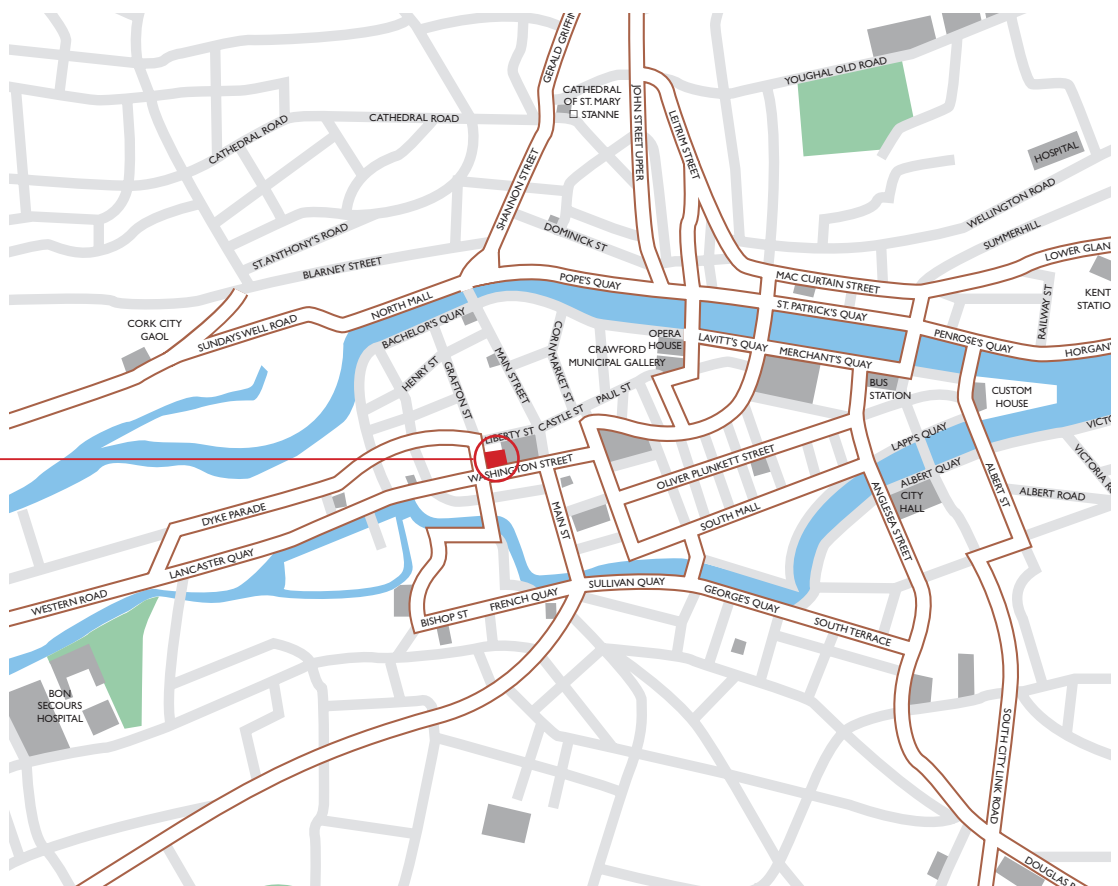 GERALD GRIFFIN
YOUGHAL OLD ROAD
CATHEDRAL
OF ST. MARY
☐ STANNE
JOHN STREET UPPER
LEITRIM STREET
CATHEDRAL ROAD
CATHEDRAL ROAD
HOSPITAL
SHANNON STREET
WELLINGTON ROAD
SUMMERHILL
DOMINICK ST
ST.ANTHONY'S ROAD
BLARNEY STREET
LOWER GLAN
POPE'S QUAY
MAC CURTAIN STREET
KENT
STATIO
RAILWAY ST
NORTH MALL
ST. PATRICK'S QUAY
CORK CITY
GAOL
SUNDAYS WELL ROAD
BACHELOR'S QUAY
CORNMARKET ST
OPERA
HOUSE
LAVITT'S QUAY
PENROSE'S QUAY
HORGAN'
CRAWFORD
MUNICIPAL GALLERY
MERCHANT'S QUAY
HENRY ST
GRAFTON ST
MAIN STREET
BUS
STATION
CUSTOM
HOUSE
PAUL ST
CASTLE ST
LIBERTY ST
LAPP'S QUAY
VICTO
WASHINGTON STREET
OLIVER PLUNKETT STREET
ALBERT QUAY
VICTORIA R
CITY
HALL
ALBERT ST
ALBERT ROAD
DYKE PARADE
MAIN ST
SOUTH MALL
ANGLESEA STREET
LANCASTER QUAY
WESTERN ROAD
SULLIVAN QUAY
FRENCH QUAY
GEORGE'S QUAY
BISHOP ST
SOUTH TERRACE
BON
SECOURS
HOSPITAL
SOUTH CITY LINK ROAD
DOUGLAS R